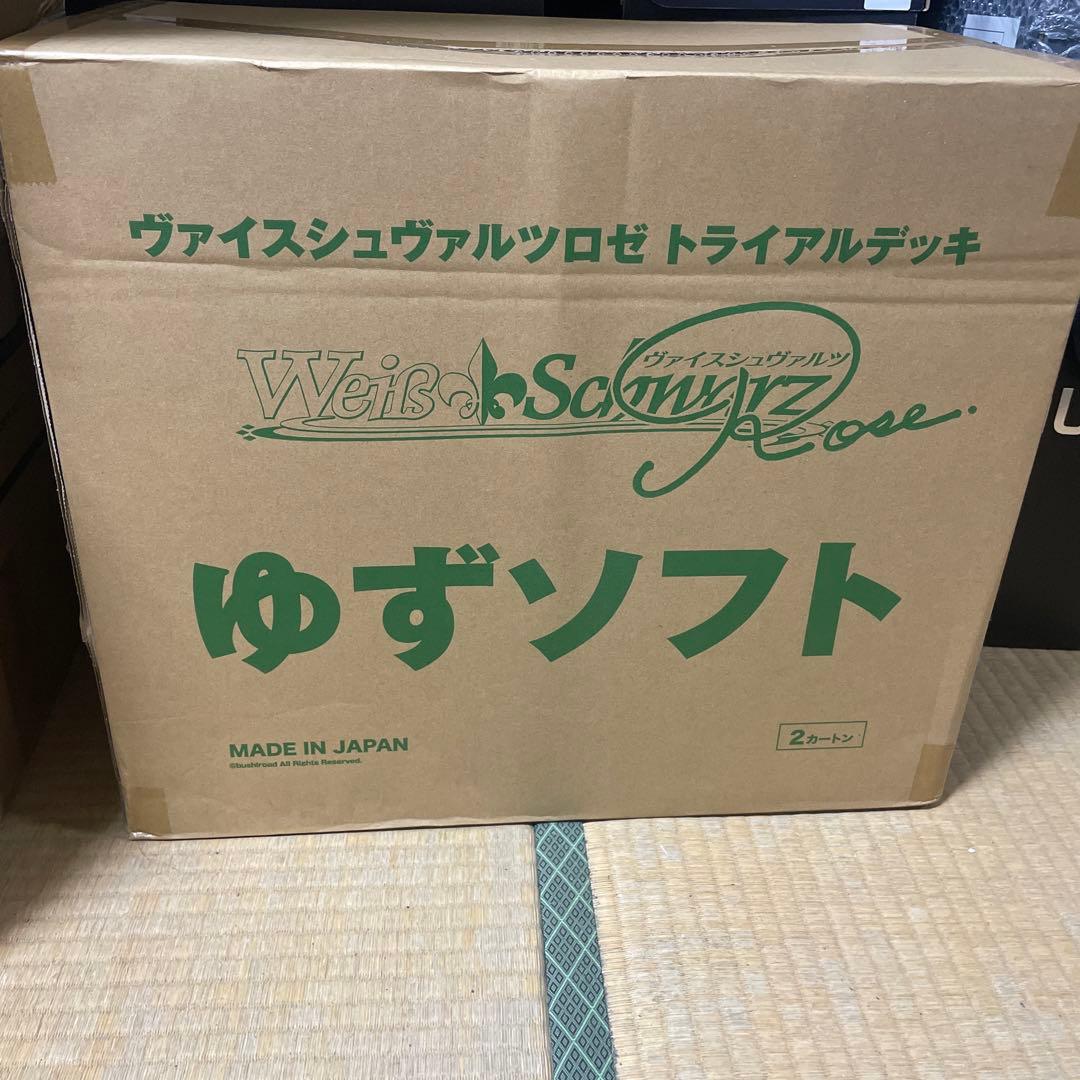 ヴァイスシュヴァルツロゼ トライアルデッキ
Weiß Schwarz
ヴァイスシュヴァルツ
Rose.
ゆずソフト
MADE IN JAPAN
©bushiroad All Rights Reserved.
2カートン
U